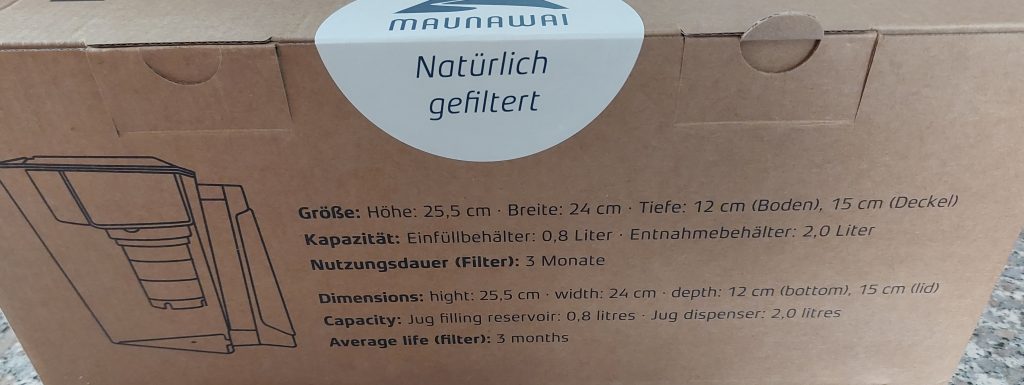 MAUNAWAI
Natürlich
gefiltert
Größe: Höhe: 25,5 cm · Breite: 24 cm · Tiefe: 12 cm (Boden), 15 cm (Deckel)
Kapazität: Einfüllbehälter: 0,8 Liter · Entnahmebehälter: 2,0 Liter
Nutzungsdauer (Filter): 3 Monate
Dimensions: hight: 25,5 cm · width: 24 cm · depth: 12 cm (bottom), 15 cm (lid)
Capacity: Jug filling reservoir: 0,8 litres · Jug dispenser: 2,0 litres
Average life (filter): 3 months